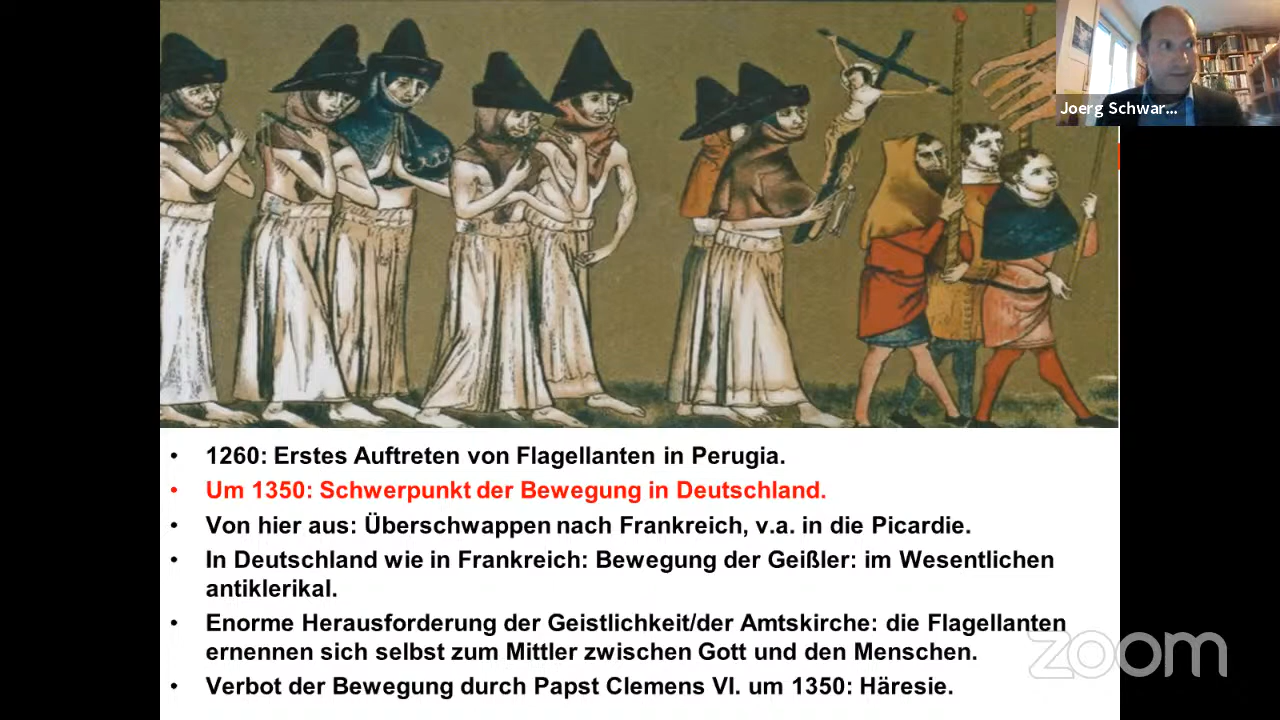 Joerg Schwar...
• 1260: Erstes Auftreten von Flagellanten in Perugia.
• Um 1350: Schwerpunkt der Bewegung in Deutschland.
• Von hier aus: Überschwappen nach Frankreich, v.a. in die Picardie.
• In Deutschland wie in Frankreich: Bewegung der Geißler: im Wesentlichen
antiklerikal.
• Enorme Herausforderung der Geistlichkeit/der Amtskirche: die Flagellanten
ernennen sich selbst zum Mittler zwischen Gott und den Menschen.
• Verbot der Bewegung durch Papst Clemens VI. um 1350: Häresie.
zoom